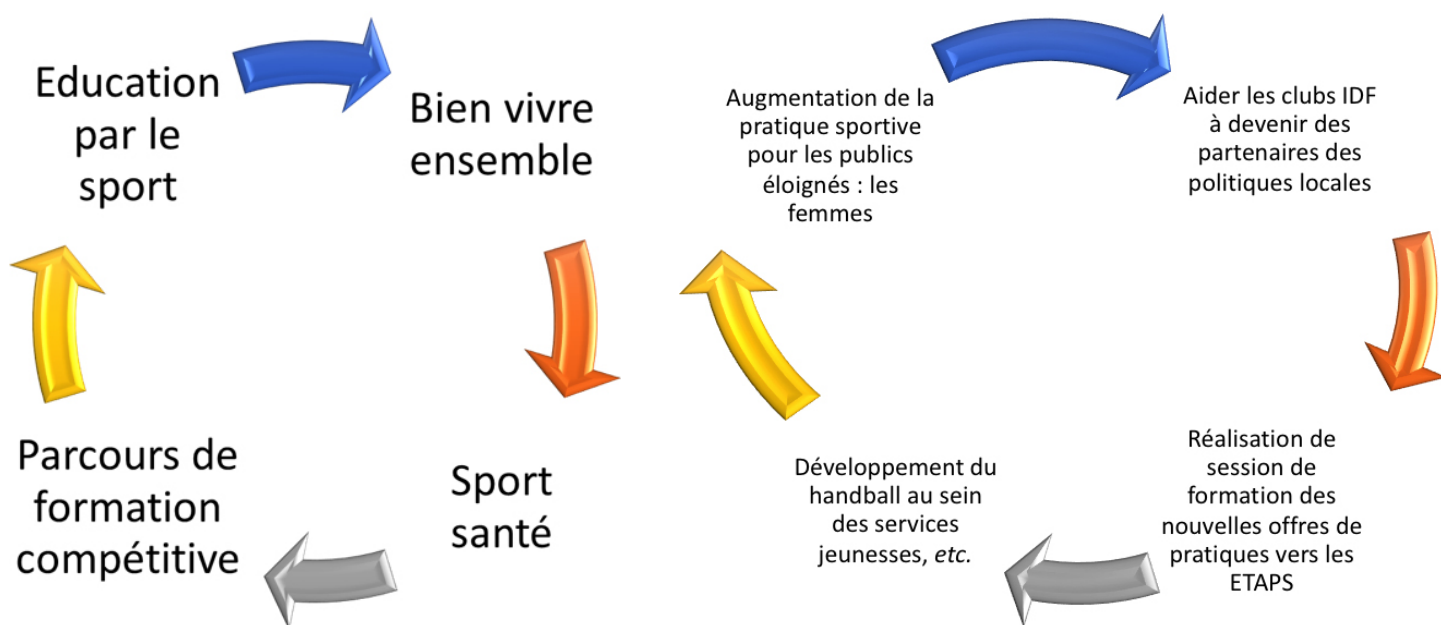 Education
par le
sport
Bien vivre
ensemble
Sport
santé
Parcours de
formation
compétitive
Augmentation de la
pratique sportive
pour les publics
éloignés : les
femmes
Aider les clubs IDF
à devenir des
partenaires des
politiques locales
Réalisation de
session de
formation des
nouvelles offres de
pratiques vers les
ETAPS
Développement du
handball au sein
des services
jeunesses, etc.